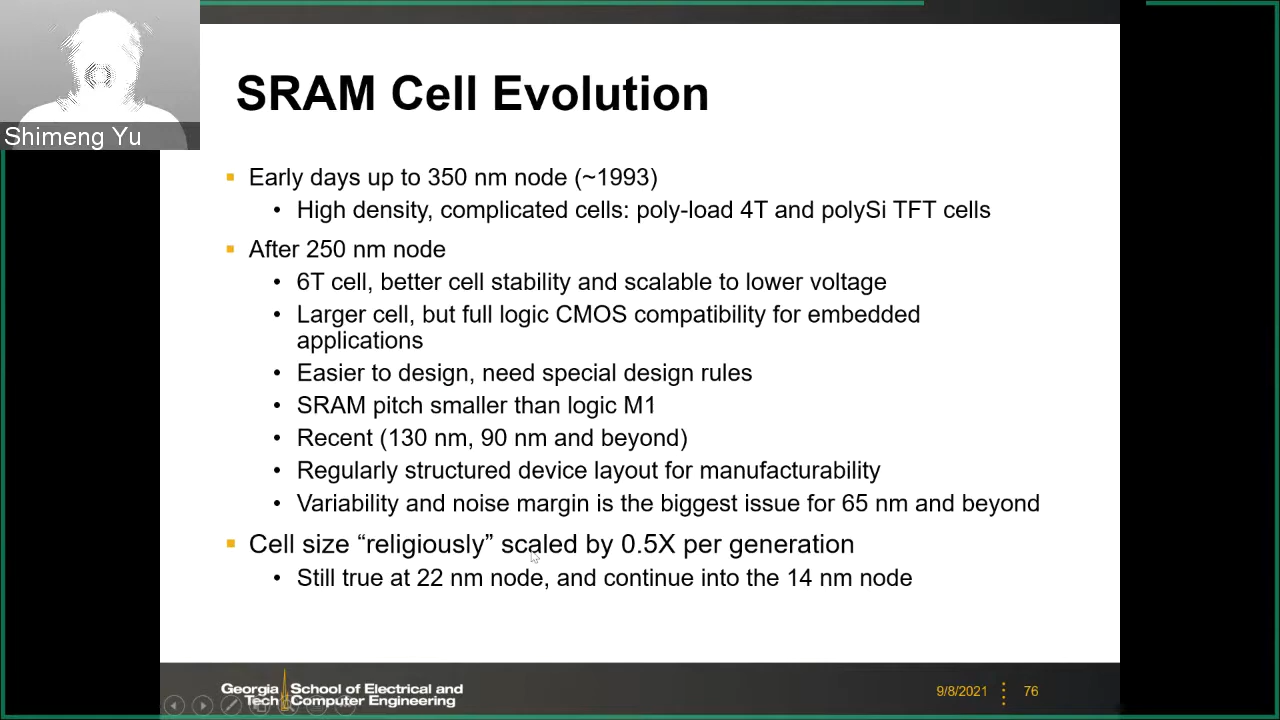 Shimeng Yu
SRAM Cell Evolution
Early days up to 350 nm node (~1993)
High density, complicated cells: poly-load 4T and polySi TFT cells
After 250 nm node
6T cell, better cell stability and scalable to lower voltage
Larger cell, but full logic CMOS compatibility for embedded
applications
Easier to design, need special design rules
SRAM pitch smaller than logic M1
Recent (130 nm, 90 nm and beyond)
Regularly structured device layout for manufacturability
Variability and noise margin is the biggest issue for 65 nm and beyond
Cell size “religiously” scaled by 0.5X per generation
Still true at 22 nm node, and continue into the 14 nm node
Georgia Tech
School of Electrical and
Computer Engineering
9/8/2021
76